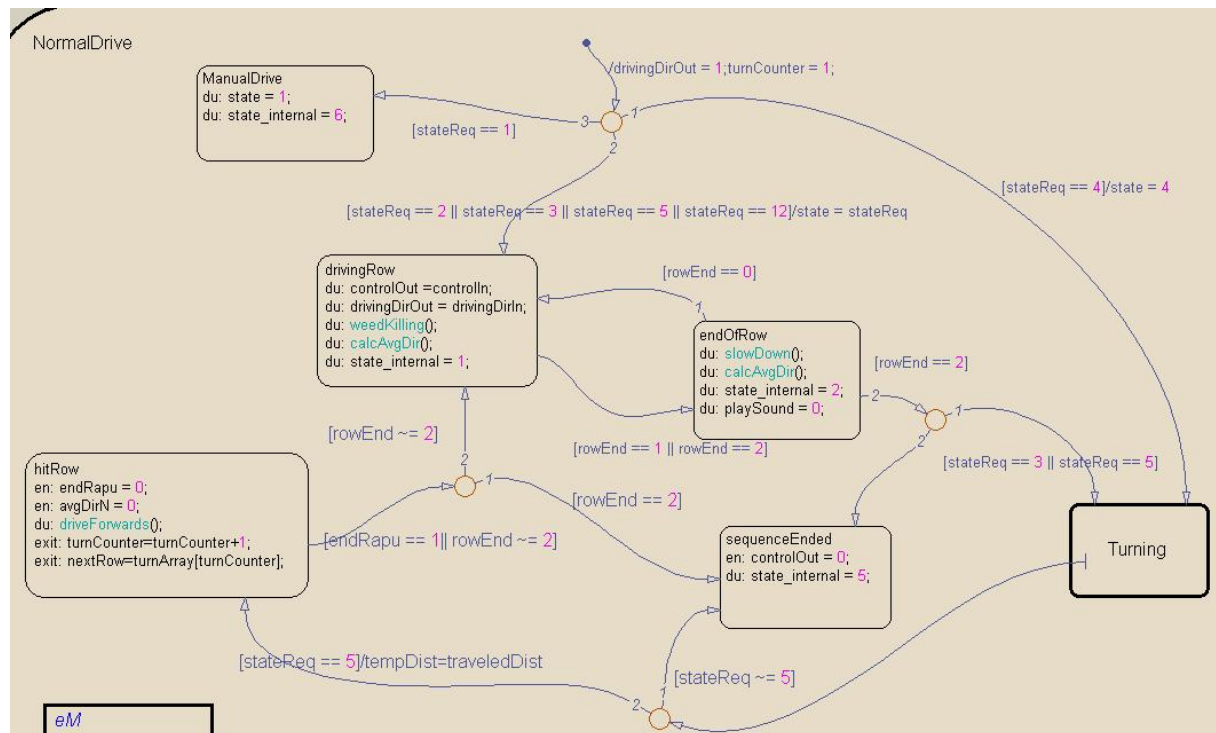 NormalDrive
/drivingDirOut = 1;turnCounter = 1;
ManualDrive
du: state = 1;
du: state_internal = 6;
3
1
2
[stateReq == 1]
[stateReq == 4]/state = 4
[stateReq == 2 || stateReq == 3 || stateReq == 5 || stateReq == 12]/state = stateReq
drivingRow
du: controlOut =controlIn;
du: drivingDirOut = drivingDirIn;
du: weedKilling();
du: calcAvgDir();
du: state_internal = 1;
[rowEnd == 0]
1
endOfRow
du: slowDown();
du: calcAvgDir();
du: state_internal = 2;
du: playSound = 0;
[rowEnd == 2]
2
1
2
[rowEnd ~= 2]
[rowEnd == 1 || rowEnd == 2]
[stateReq == 3 || stateReq == 5]
hitRow
en: endRapu = 0;
en: avgDirN = 0;
du: driveForwards();
exit: turnCounter=turnCounter+1;
exit: nextRow=turnArray[turnCounter];
2
1
[rowEnd == 2]
[endRapu == 1|| rowEnd ~= 2]
sequenceEnded
en: controlOut = 0;
du: state_internal = 5;
Turning
[stateReq == 5]/tempDist=traveledDist
[stateReq ~= 5]
1
2
eM